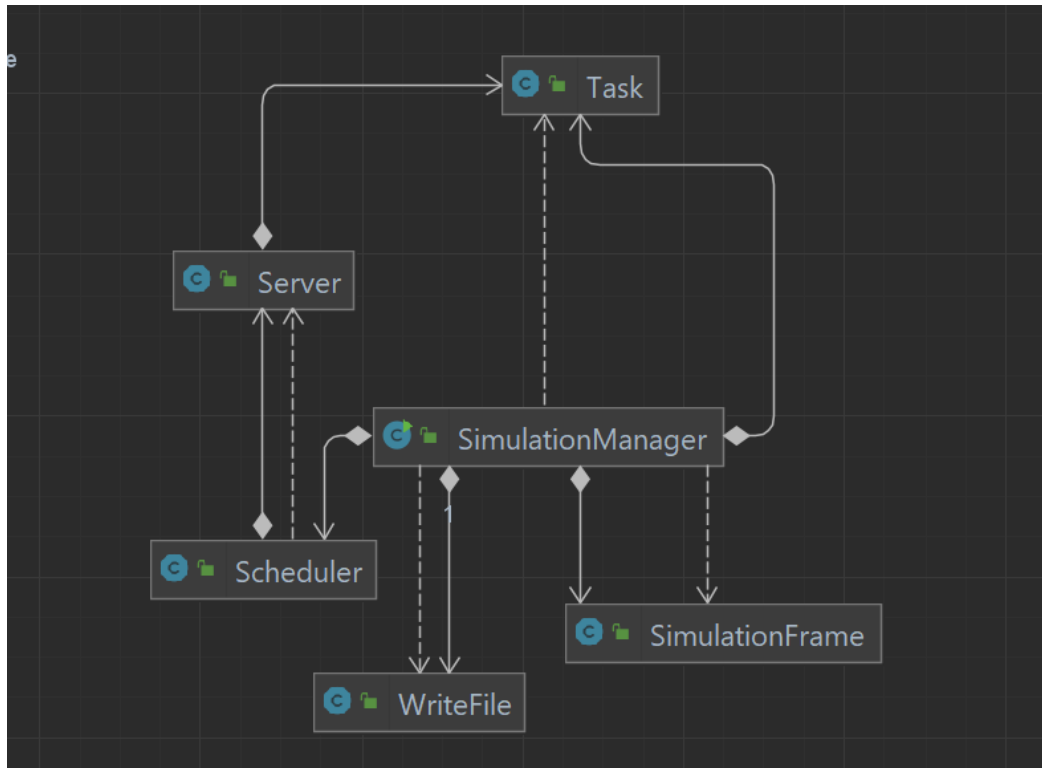 e
Task
Server
SimulationManager
1
Scheduler
SimulationFrame
WriteFile